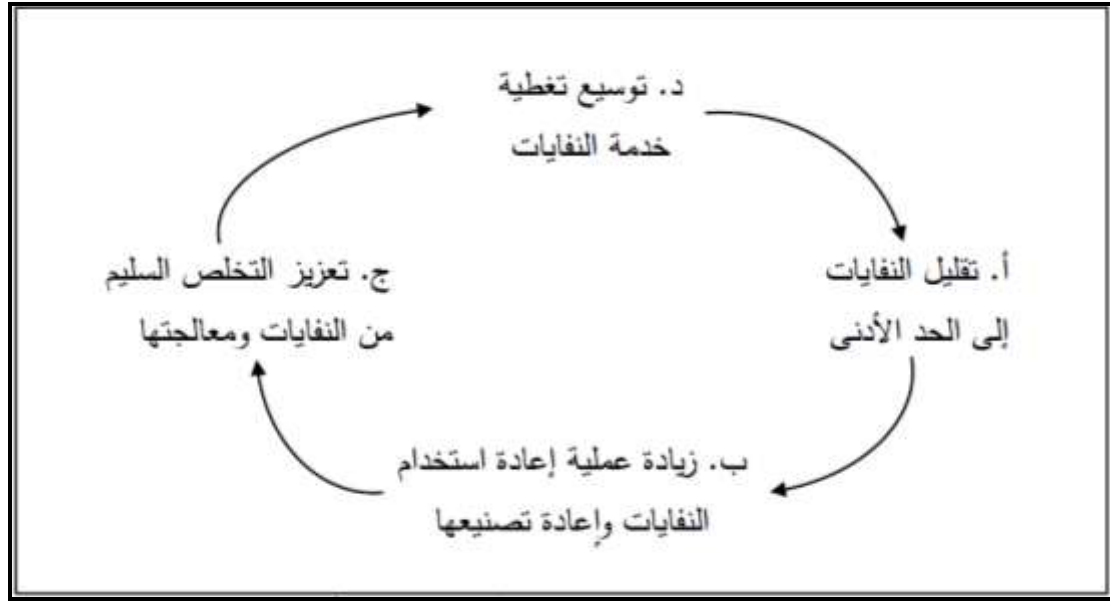 د. توسيع تغطية
خدمة النفايات
أ. تقليل النفايات
إلى الحد الأدنى
ب. زيادة عملية إعادة استخدام
النفايات وإعادة تصنيعها
ج. تعزيز التخلص السليم
من النفايات ومعالجتها